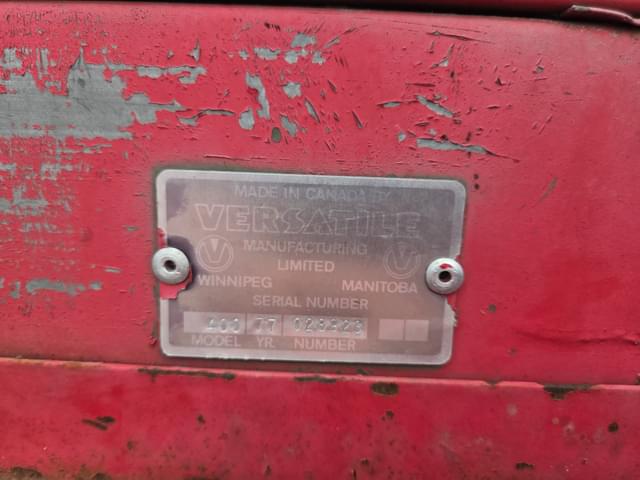 MADE IN CANADA BY
VERSATILE
MANUFACTURING
LIMITED
WINNIPEG MANITOBA
SERIAL NUMBER
400 77
MODEL YR. NUMBER